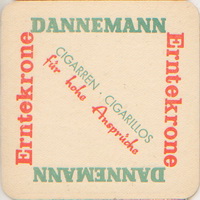 DANNEMANN
Erntekrone
CIGARREN · CIGARILLOS
für hohe Ansprüche
Erntekrone
DANNEMANN